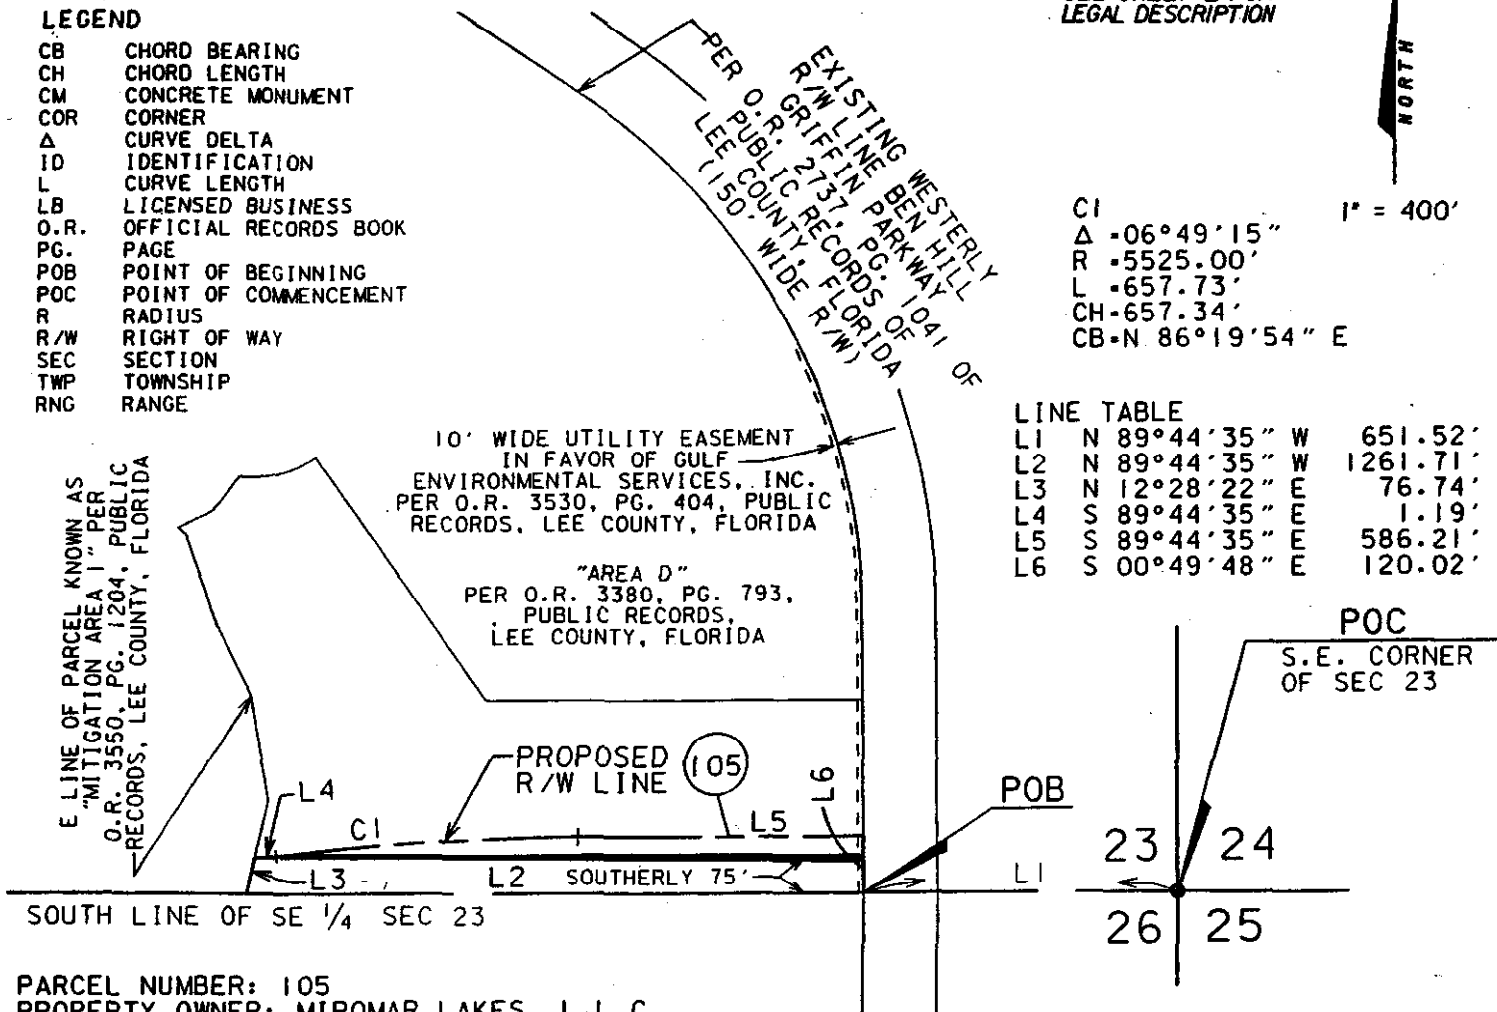 LEGEND
CB CHORD BEARING
CH CHORD LENGTH
CM CONCRETE MONUMENT
COR CORNER
Δ CURVE DELTA
ID IDENTIFICATION
L CURVE LENGTH
LB LICENSED BUSINESS
O.R. OFFICIAL RECORDS BOOK
PG. PAGE
POB POINT OF BEGINNING
POC POINT OF COMMENCEMENT
R RADIUS
R/W RIGHT OF WAY
SEC SECTION
TWP TOWNSHIP
RNG RANGE
LEGAL DESCRIPTION
NORTH
1" = 400'
EXISTING WESTERLY
R/W LINE BEN HILL
GRIFFIN PARKWAY
PER O.R. 2737, PG. 1041 OF
PUBLIC RECORDS OF
LEE COUNTY, FLORIDA
(150' WIDE R/W)
C1
Δ =06°49'15"
R =5525.00'
L =657.73'
CH=657.34'
CB=N 86°19'54" E
LINE TABLE
L1 N 89°44'35" W 651.52'
L2 N 89°44'35" W 1261.71'
L3 N 12°28'22" E 76.74'
L4 S 89°44'35" E 1.19'
L5 S 89°44'35" E 586.21'
L6 S 00°49'48" E 120.02'
10' WIDE UTILITY EASEMENT
IN FAVOR OF GULF
ENVIRONMENTAL SERVICES, INC.
PER O.R. 3530, PG. 404, PUBLIC
RECORDS, LEE COUNTY, FLORIDA
"AREA D"
PER O.R. 3380, PG. 793,
PUBLIC RECORDS,
LEE COUNTY, FLORIDA
E LINE OF PARCEL KNOWN AS
"MITIGATION AREA 1" PER
O.R. 3550, PG. 1204, PUBLIC
RECORDS, LEE COUNTY, FLORIDA
POC
S.E. CORNER
OF SEC 23
PROPOSED
R/W LINE
105
L6
L4
C1
L5
POB
23 24
L3
L2
SOUTHERLY 75'
L1
SOUTH LINE OF SE 1/4 SEC 23
26 25
PARCEL NUMBER: 105
PROPERTY OWNER: MIROMAR LAKES, L.L.C.